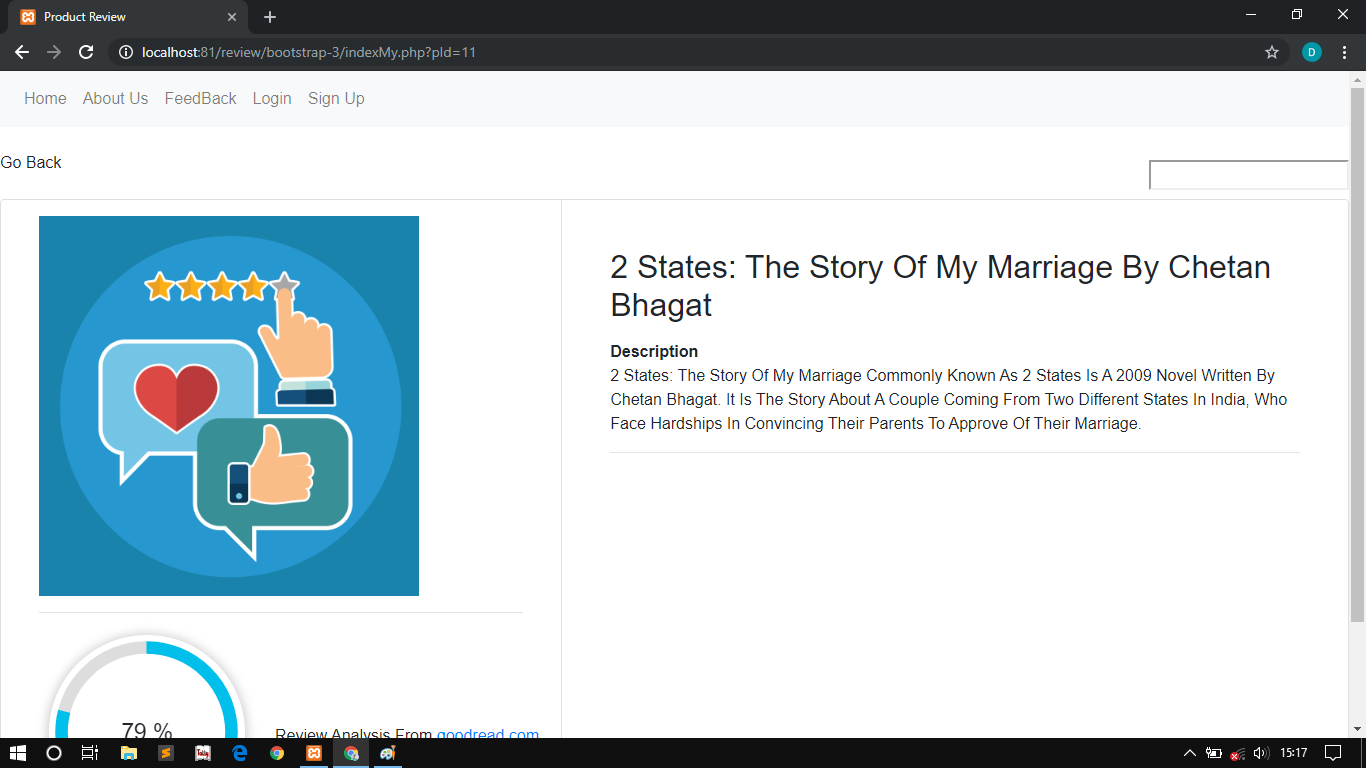 Product Review
localhost:81/review/bootstrap-3/indexMy.php?pId=11
D
Home About Us FeedBack Login Sign Up
Go Back
2 States: The Story Of My Marriage By Chetan
Bhagat
Description
2 States: The Story Of My Marriage Commonly Known As 2 States Is A 2009 Novel Written By
Chetan Bhagat. It Is The Story About A Couple Coming From Two Different States In India, Who
Face Hardships In Convincing Their Parents To Approve Of Their Marriage.
79 %
Review Analysis From goodread.com
Tally
15:17